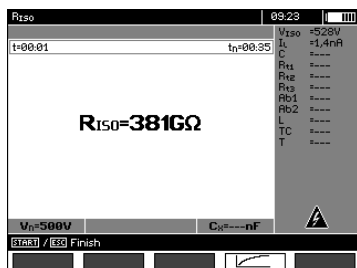 RISO 09:23
VISO =528V
IL =1,4nA
C =---
Rt1 =---
Rt2 =---
Rt3 =---
Ab1 =---
Ab2 =---
L =---
TC =---
T =---
t=00:01 tn=00:35
RISO=381GΩ
Vn=500V CX=---nF
START / ESC Finish